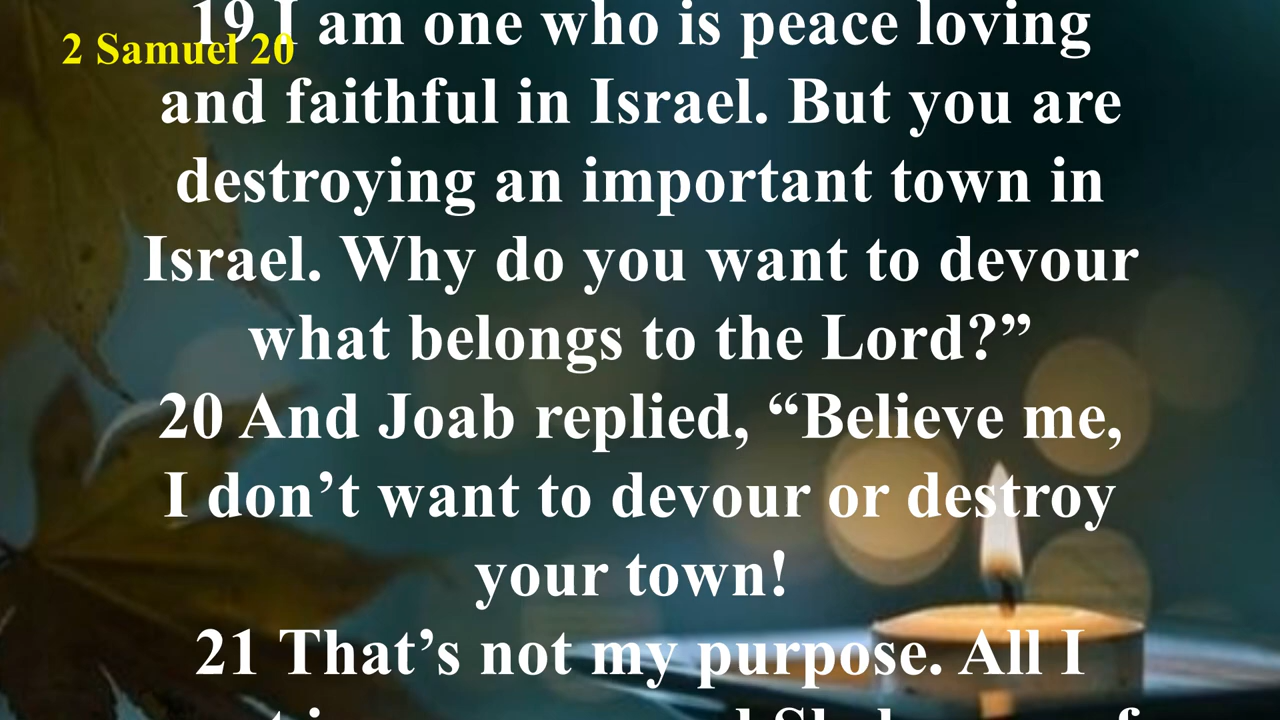 2 Samuel 20
19 I am one who is peace loving
and faithful in Israel. But you are
destroying an important town in
Israel. Why do you want to devour
what belongs to the Lord?”
20 And Joab replied, “Believe me,
I don’t want to devour or destroy
your town!
21 That’s not my purpose. All I